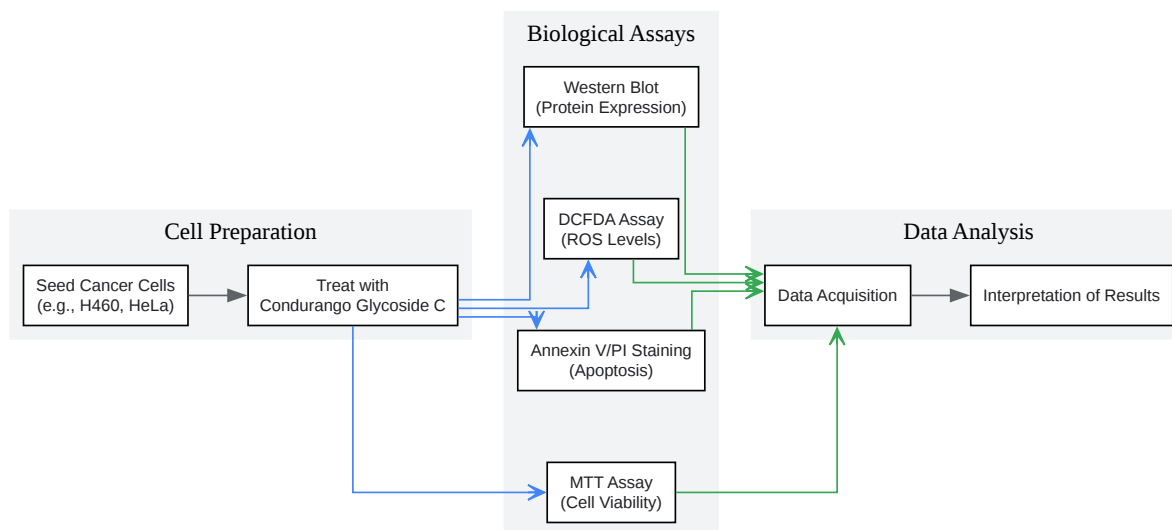 Cell Preparation
Seed Cancer Cells
(e.g., H460, HeLa)
Treat with
Condurango Glycoside C
Biological Assays
Western Blot
(Protein Expression)
DCFDA Assay
(ROS Levels)
Annexin V/PI Staining
(Apoptosis)
MTT Assay
(Cell Viability)
Data Analysis
Data Acquisition
Interpretation of Results